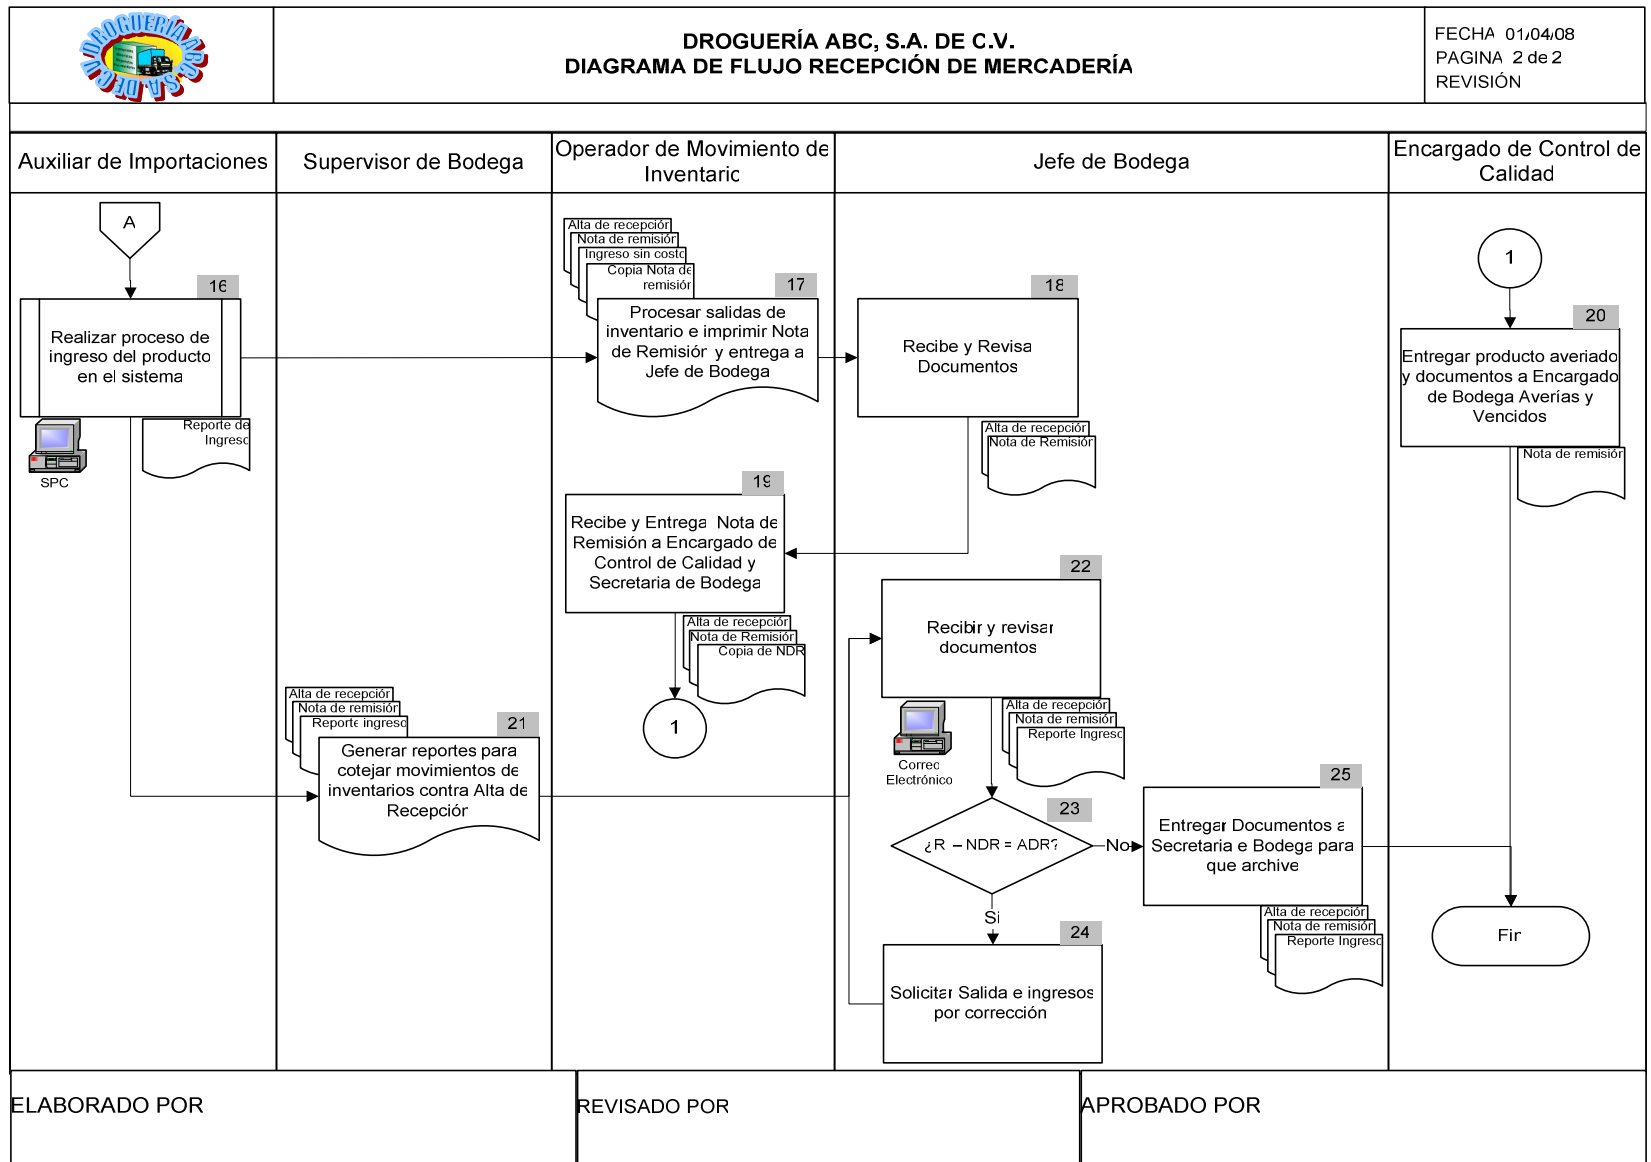 DROGUERÍA ABC, S.A. DE C.V.
DROGUERÍA ABC, S.A. DE C.V.
DIAGRAMA DE FLUJO RECEPCIÓN DE MERCADERÍA
FECHA 01/04/08
PAGINA 2 de 2
REVISIÓN
Auxiliar de Importaciones
Supervisor de Bodega
Operador de Movimiento de
Inventario
Jefe de Bodega
Encargado de Control de
Calidad
A
16
Realizar proceso de
ingreso del producto
en el sistema
SPC
Reporte de
Ingreso
Alta de recepción
Nota de remisión
Ingreso sin costo
Copia Nota de
remisión
17
Procesar salidas de
inventario e imprimir Nota
de Remisión y entrega a
Jefe de Bodega
18
Recibe y Revisa
Documentos
Alta de recepción
Nota de Remisión
19
Recibe y Entrega Nota de
Remisión a Encargado de
Control de Calidad y
Secretaria de Bodega
Alta de recepción
Nota de Remisión
Copia de NDR
1
1
20
Entregar producto averiado
y documentos a Encargado
de Bodega Averías y
Vencidos
Nota de remisión
Alta de recepción
Nota de remisión
Reporte ingreso
21
Generar reportes para
cotejar movimientos de
inventarios contra Alta de
Recepción
22
Recibir y revisar
documentos
Correo
Electrónico
Alta de recepción
Nota de remisión
Reporte Ingreso
23
¿R – NDR = ADR?
No
Si
24
Solicitar Salida e ingresos
por corrección
25
Entregar Documentos a
Secretaria e Bodega para
que archive
Alta de recepción
Nota de remisión
Reporte Ingreso
Fin
ELABORADO POR
REVISADO POR
APROBADO POR